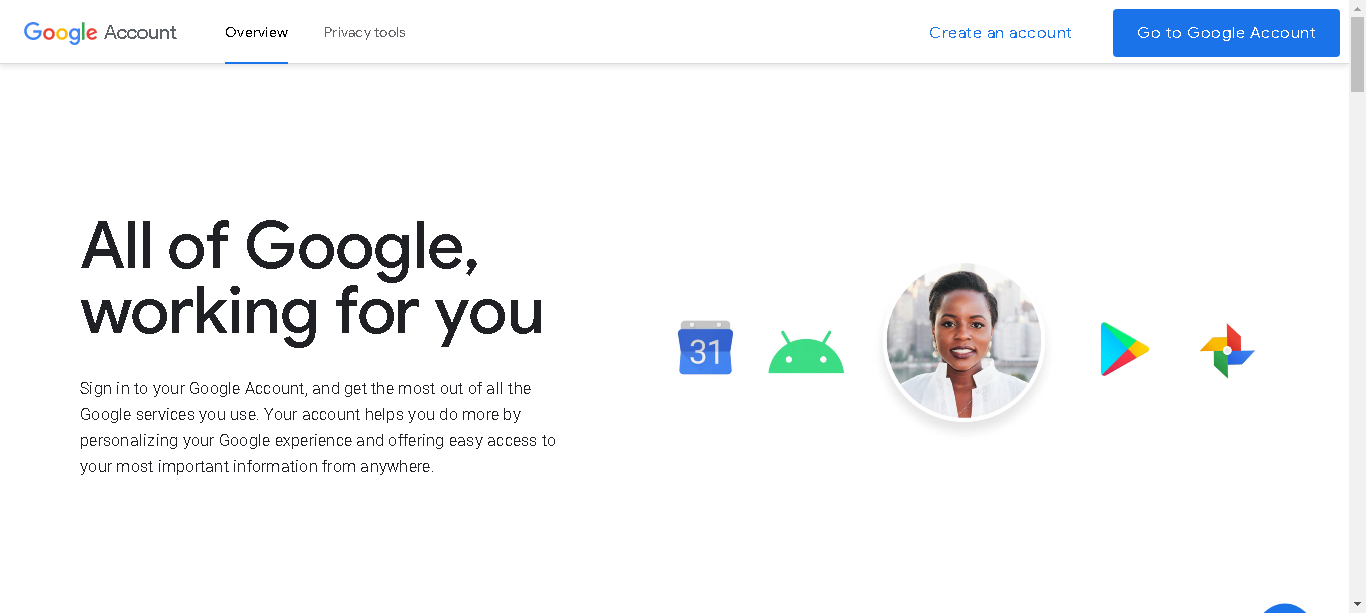 Google Account
Overview
Privacy tools
Create an account
Go to Google Account
All of Google,
working for you
Sign in to your Google Account, and get the most out of all the
Google services you use. Your account helps you do more by
personalizing your Google experience and offering easy access to
your most important information from anywhere.
31